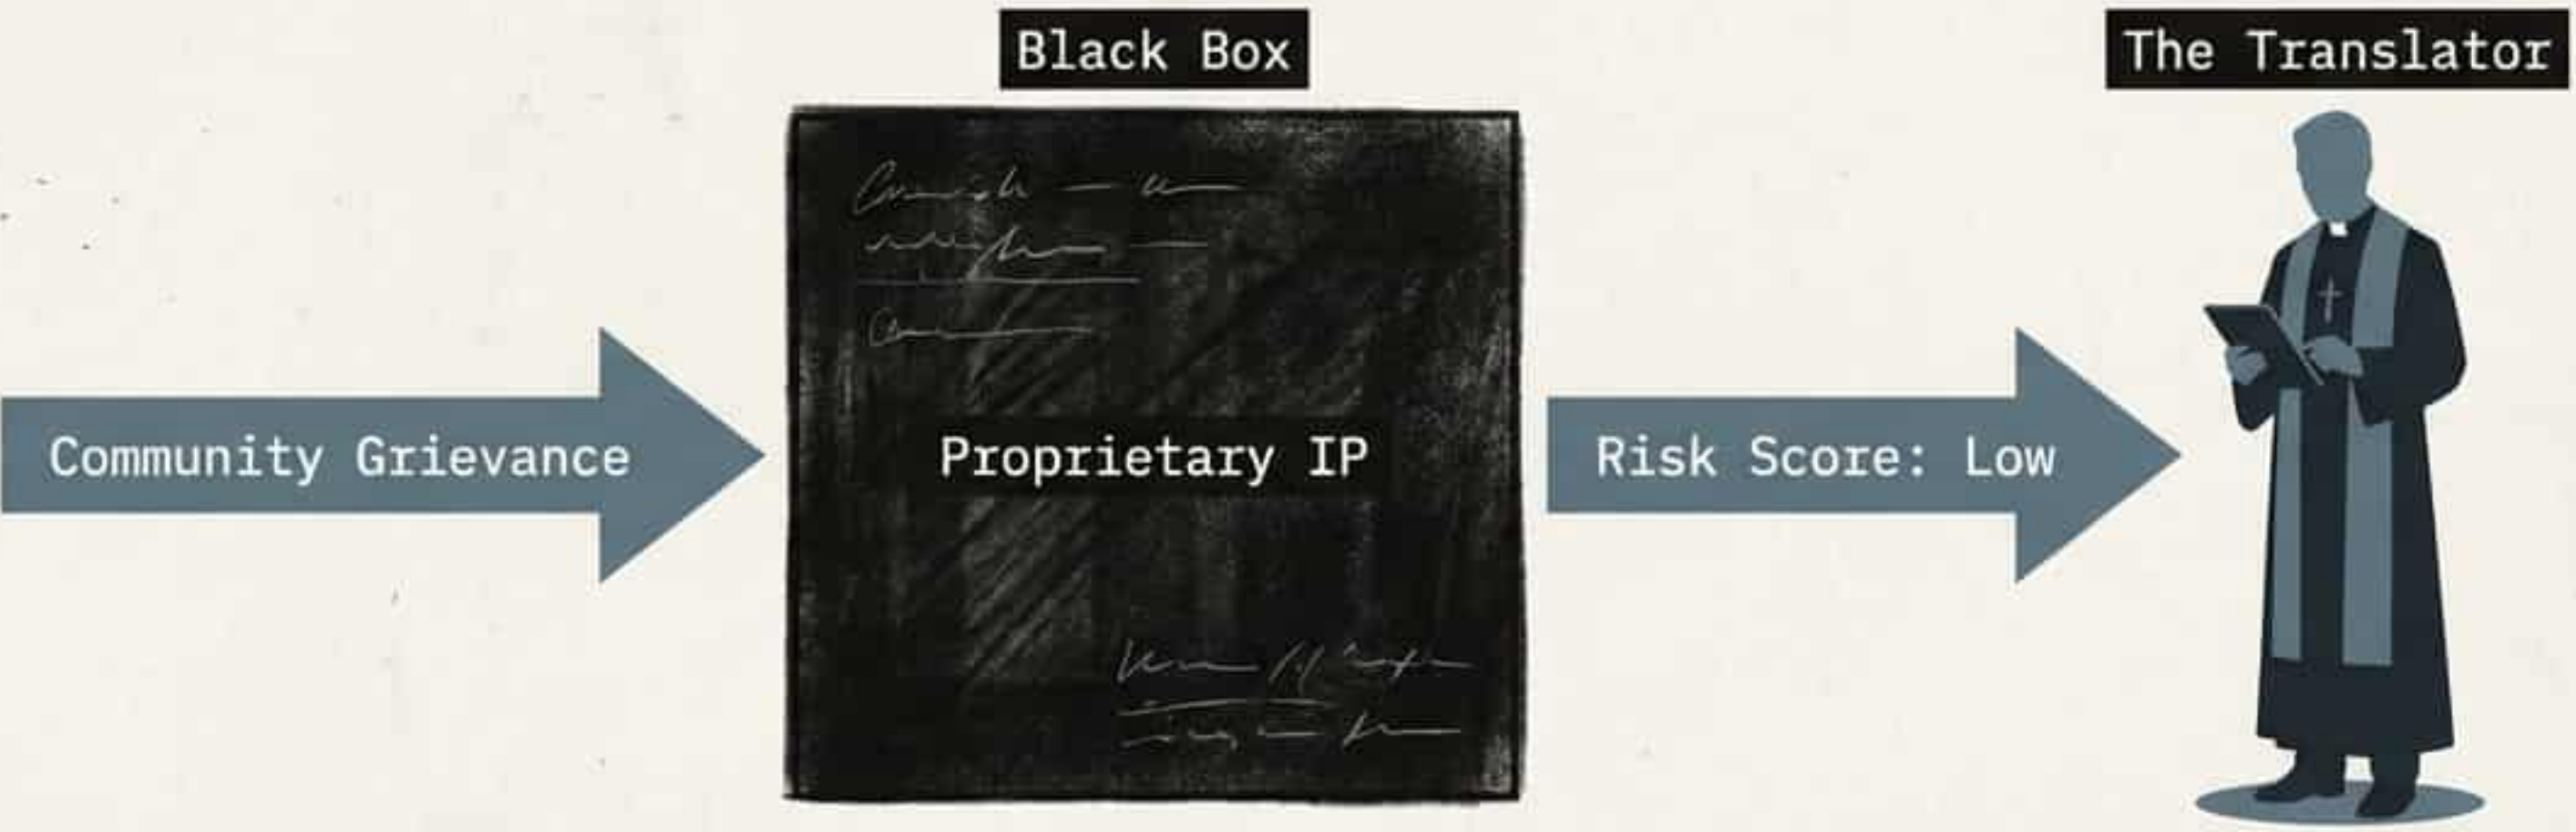 Black Box
The Translator
Community Grievance
Proprietary IP
Risk Score: Low